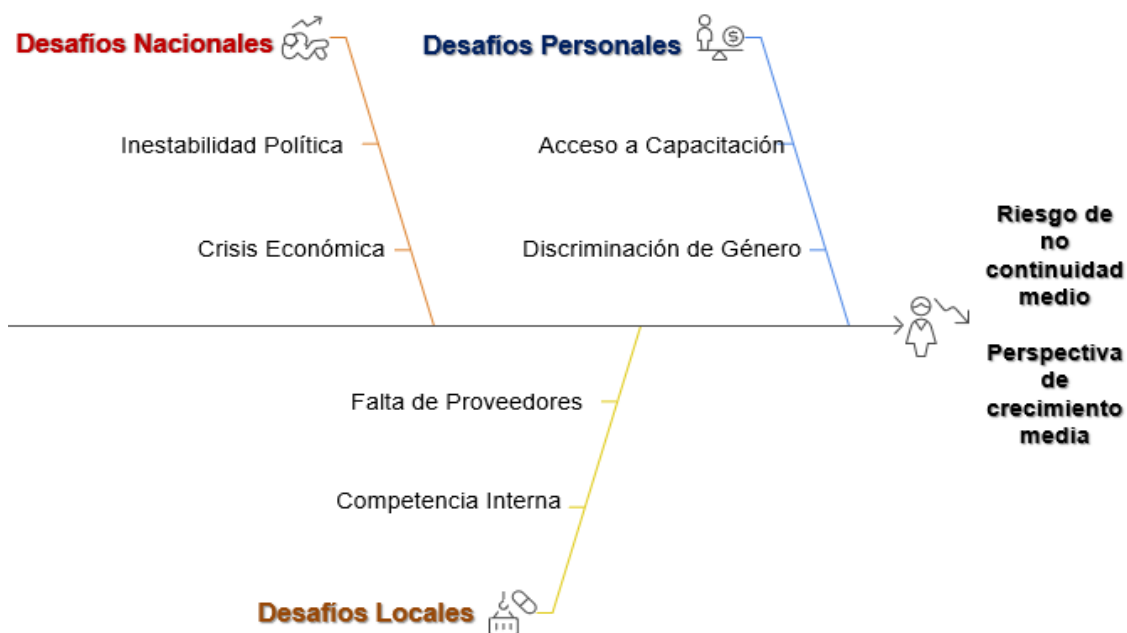 Desafíos Nacionales
Desafíos Personales
Inestabilidad Política
Acceso a Capacitación
Crisis Económica
Discriminación de Género
Riesgo de
no
continuidad
medio
Perspectiva
de
crecimiento
media
Falta de Proveedores
Competencia Interna
Desafíos Locales